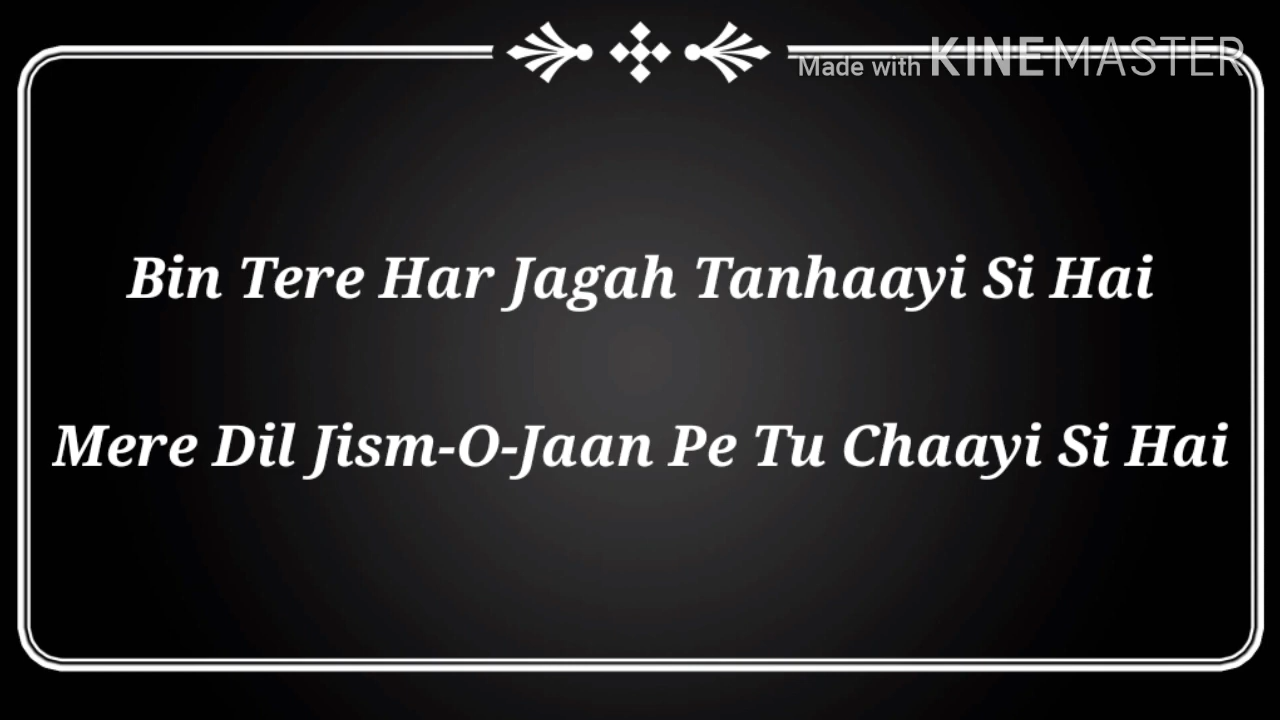 Made with KINEMASTER
Bin Tere Har Jagah Tanhaayi Si Hai
Mere Dil Jism-O-Jaan Pe Tu Chaayi Si Hai